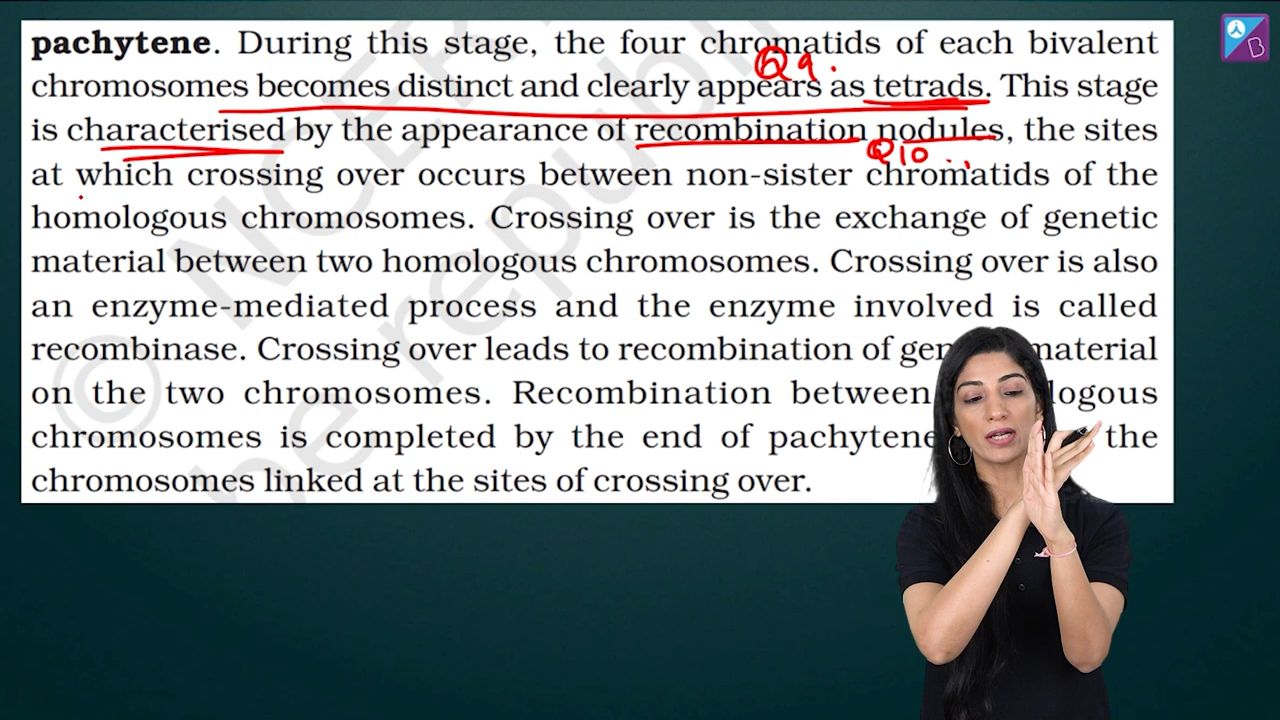 pachytene. During this stage, the four chromatids of each bivalent
Q9.
chromosomes becomes distinct and clearly appears as tetrads. This stage
is characterised by the appearance of recombination nodules, the sites
Q10
at which crossing over occurs between non-sister chromatids of the
homologous chromosomes. Crossing over is the exchange of genetic
material between two homologous chromosomes. Crossing over is also
an enzyme-mediated process and the enzyme involved is called
recombinase. Crossing over leads to recombination of gen material
on the two chromosomes. Recombination between logous
chromosomes is completed by the end of pachytene the
chromosomes linked at the sites of crossing over.
© NCER
be republi
A
B